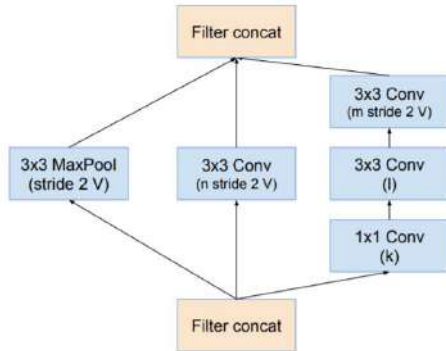 Filter concat
3x3 Conv
(m stride 2 V)
3x3 MaxPool
(stride 2 V)
3x3 Conv
(n stride 2 V)
3x3 Conv
(l)
1x1 Conv
(k)
Filter concat